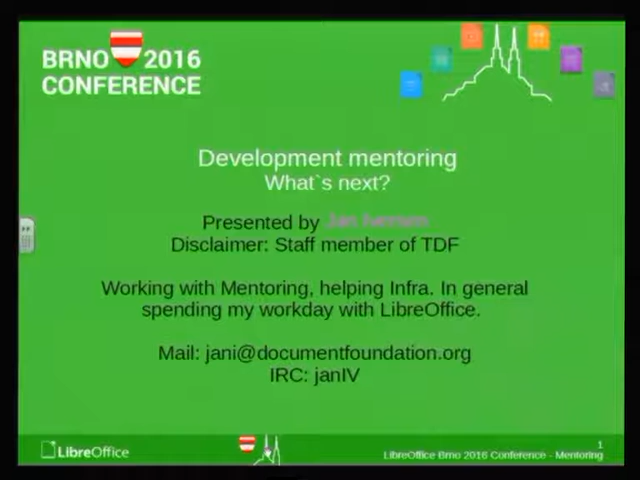 BRNO 2016
CONFERENCE
Development mentoring
What`s next?
Presented by
Disclaimer: Staff member of TDF
Working with Mentoring, helping Infra. In general
spending my workday with LibreOffice.
Mail: jani@documentfoundation.org
IRC: janIV
LibreOffice
1
LibreOffice Brno 2016 Conference - Mentoring